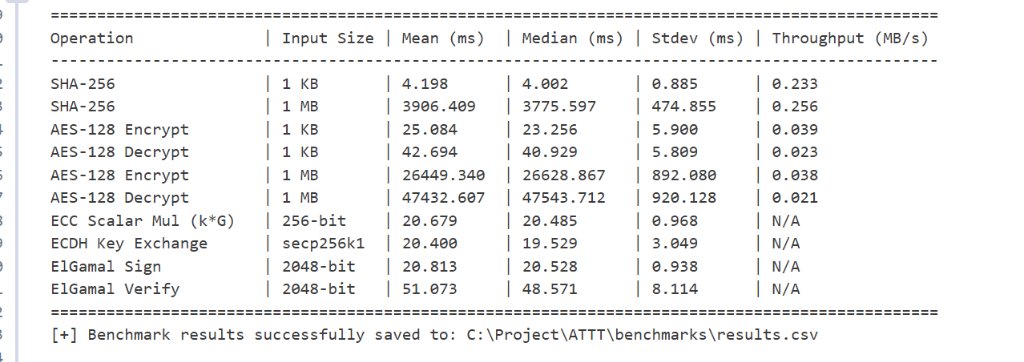 ================================================================================================
Operation | Input Size | Mean (ms) | Median (ms) | Stdev (ms) | Throughput (MB/s)
------------------------------------------------------------------------------------------------
SHA-256 | 1 KB | 4.198 | 4.002 | 0.885 | 0.233
SHA-256 | 1 MB | 3906.409 | 3775.597 | 474.855 | 0.256
AES-128 Encrypt | 1 KB | 25.084 | 23.256 | 5.900 | 0.039
AES-128 Decrypt | 1 KB | 42.694 | 40.929 | 5.809 | 0.023
AES-128 Encrypt | 1 MB | 26449.340 | 26628.867 | 892.080 | 0.038
AES-128 Decrypt | 1 MB | 47432.607 | 47543.712 | 920.128 | 0.021
ECC Scalar Mul (k*G) | 256-bit | 20.679 | 20.485 | 0.968 | N/A
ECDH Key Exchange | secp256k1 | 20.400 | 19.529 | 3.049 | N/A
ElGamal Sign | 2048-bit | 20.813 | 20.528 | 0.938 | N/A
ElGamal Verify | 2048-bit | 51.073 | 48.571 | 8.114 | N/A
================================================================================================
[+] Benchmark results successfully saved to: C:\Project\ATTT\benchmarks\results.csv